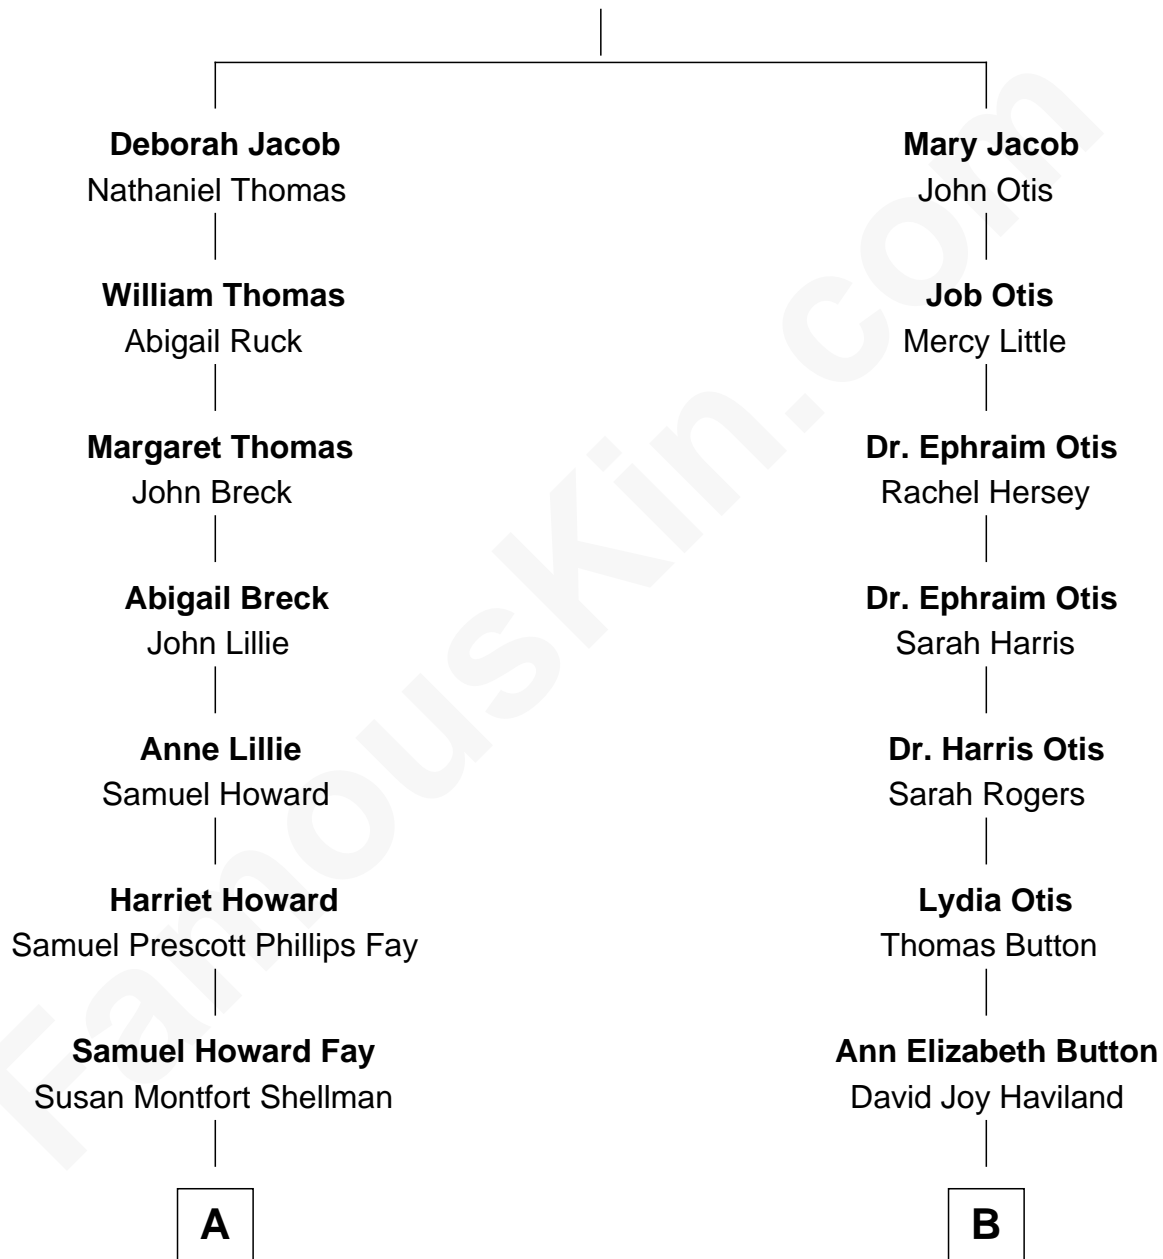 Deborah Jacob
Nathaniel Thomas
William Thomas
Abigail Ruck
Margaret Thomas
John Breck
Abigail Breck
John Lillie
Anne Lillie
Samuel Howard
Harriet Howard
Samuel Prescott Phillips Fay
Samuel Howard Fay
Susan Montfort Shellman
A
Mary Jacob
John Otis
Job Otis
Mercy Little
Dr. Ephraim Otis
Rachel Hersey
Dr. Ephraim Otis
Sarah Harris
Dr. Harris Otis
Sarah Rogers
Lydia Otis
Thomas Button
Ann Elizabeth Button
David Joy Haviland
B
FamousKin.com